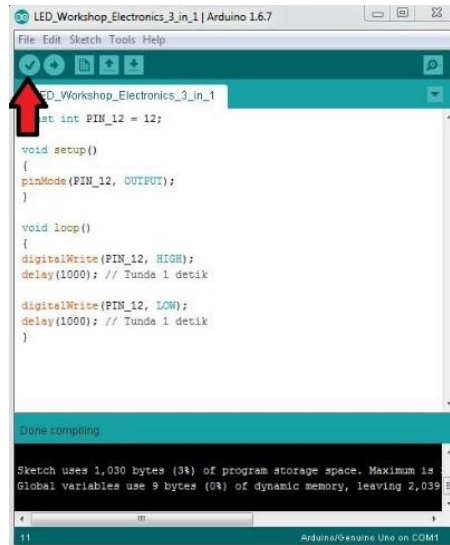 LED_Workshop_Electronics_3_in_1 | Arduino 1.6.7
File Edit Sketch Tools Help
ED_Workshop_Electronics_3_in_1
int PIN_12 = 12;
void setup()
{
pinMode(PIN_12, OUTPUT);
}
void loop()
{
digitalWrite(PIN_12, HIGH);
delay(1000); // Tunda 1 detik
digitalWrite(PIN_12, LOW);
delay(1000); // Tunda 1 detik
}
Done compiling.
Sketch uses 1,030 bytes (3%) of program storage space. Maximum is
Global variables use 9 bytes (0%) of dynamic memory, leaving 2,039
11
Arduino/Genuino Uno on COM1